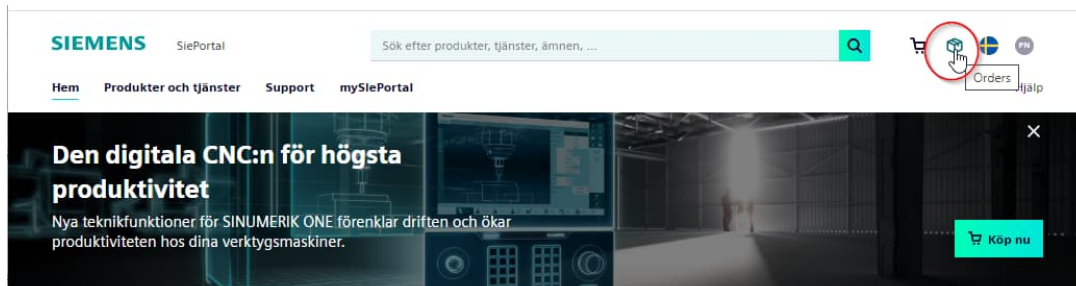 SIEMENS SiePortal Sök efter produkter, tjänster, ämnen, ... PN
Orders
Hem Produkter och tjänster Support mySiePortal Hjälp
Den digitala CNC:n för högsta
produktivitet
Nya teknikfunktioner för SINUMERIK ONE förenklar driften och ökar
produktiviteten hos dina verktygsmaskiner.
Köp nu